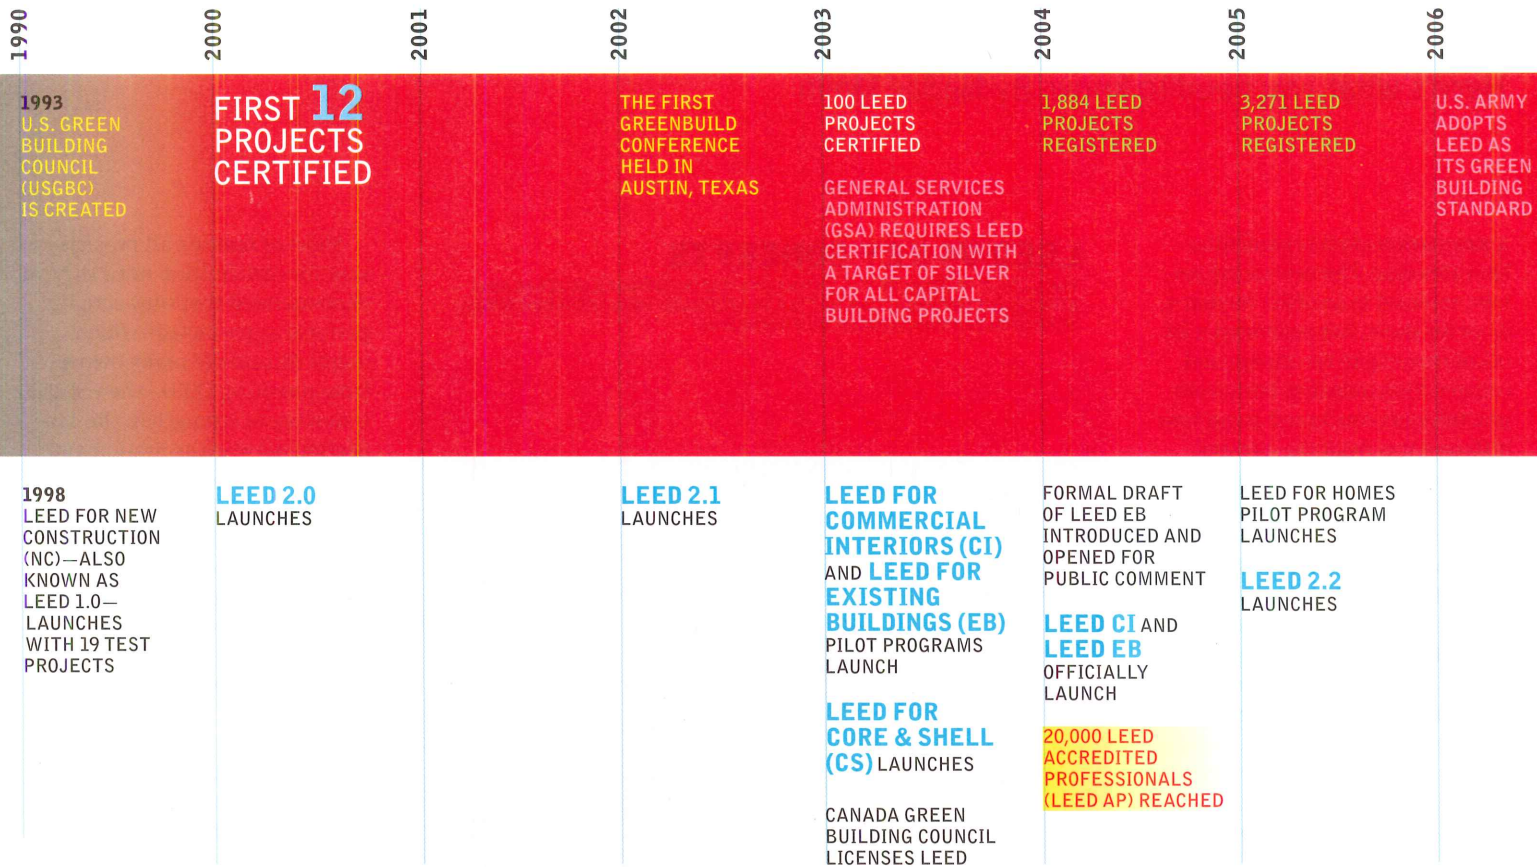 1990
2000
2001
2002
2003
2004
2005
2006
1993
U.S. GREEN
BUILDING
COUNCIL
(USGBC)
IS CREATED
FIRST 12
PROJECTS
CERTIFIED
THE FIRST
GREENBUILD
CONFERENCE
HELD IN
AUSTIN, TEXAS
100 LEED
PROJECTS
CERTIFIED
GENERAL SERVICES
ADMINISTRATION
(GSA) REQUIRES LEED
CERTIFICATION WITH
A TARGET OF SILVER
FOR ALL CAPITAL
BUILDING PROJECTS
1,884 LEED
PROJECTS
REGISTERED
3,271 LEED
PROJECTS
REGISTERED
U.S. ARMY
ADOPTS
LEED AS
ITS GREEN
BUILDING
STANDARD
1998
LEED FOR NEW
CONSTRUCTION
(NC)—ALSO
KNOWN AS
LEED 1.0—
LAUNCHES
WITH 19 TEST
PROJECTS
LEED 2.0
LAUNCHES
LEED 2.1
LAUNCHES
LEED FOR
COMMERCIAL
INTERIORS (CI)
AND LEED FOR
EXISTING
BUILDINGS (EB)
PILOT PROGRAMS
LAUNCH
LEED FOR
CORE & SHELL
(CS) LAUNCHES
CANADA GREEN
BUILDING COUNCIL
LICENSES LEED
FORMAL DRAFT
OF LEED EB
INTRODUCED AND
OPENED FOR
PUBLIC COMMENT
LEED CI AND
LEED EB
OFFICIALLY
LAUNCH
20,000 LEED
ACCREDITED
PROFESSIONALS
(LEED AP) REACHED
LEED FOR HOMES
PILOT PROGRAM
LAUNCHES
LEED 2.2
LAUNCHES